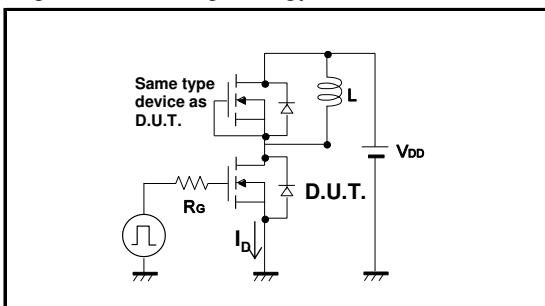 Same type
device as
D.U.T.
L
VDD
D.U.T.
RG
ID